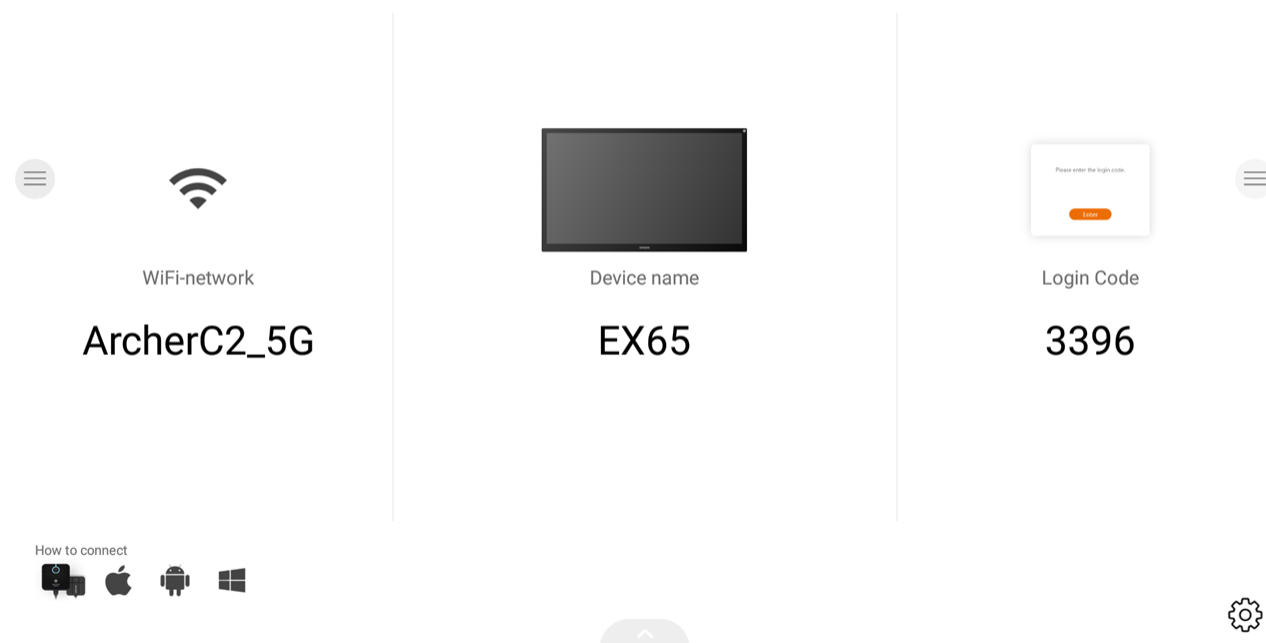 Please enter the login code.
Enter
WiFi-network
Device name
Login Code
ArcherC2_5G
EX65
3396
How to connect